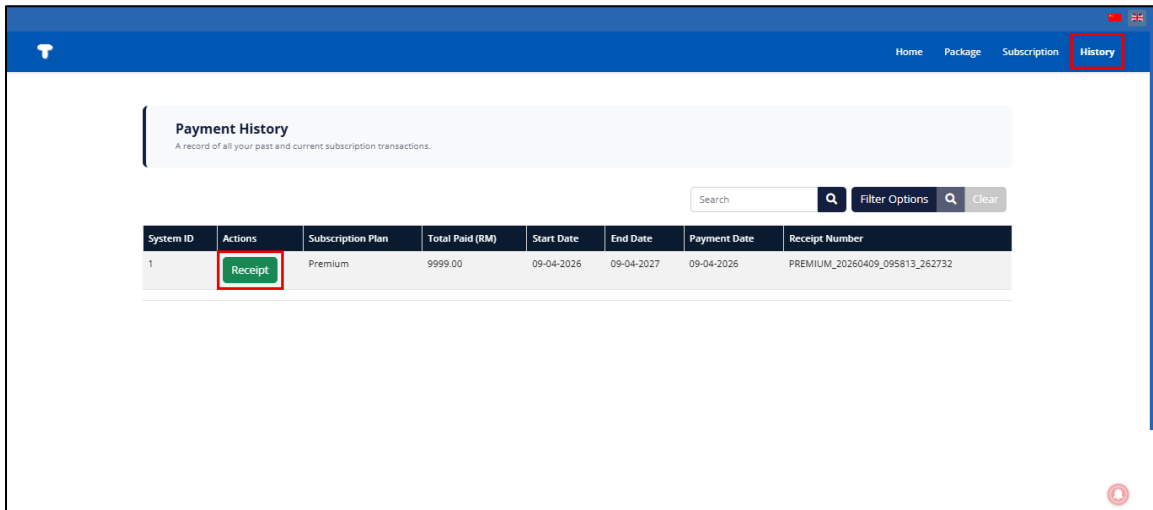 Home Package Subscription History
Payment History
A record of all your past and current subscription transactions.
Search Filter Options Clear
System ID Actions Subscription Plan Total Paid (RM) Start Date End Date Payment Date Receipt Number
1 Receipt Premium 9999.00 09-04-2026 09-04-2027 09-04-2026 PREMIUM_20260409_095813_262732